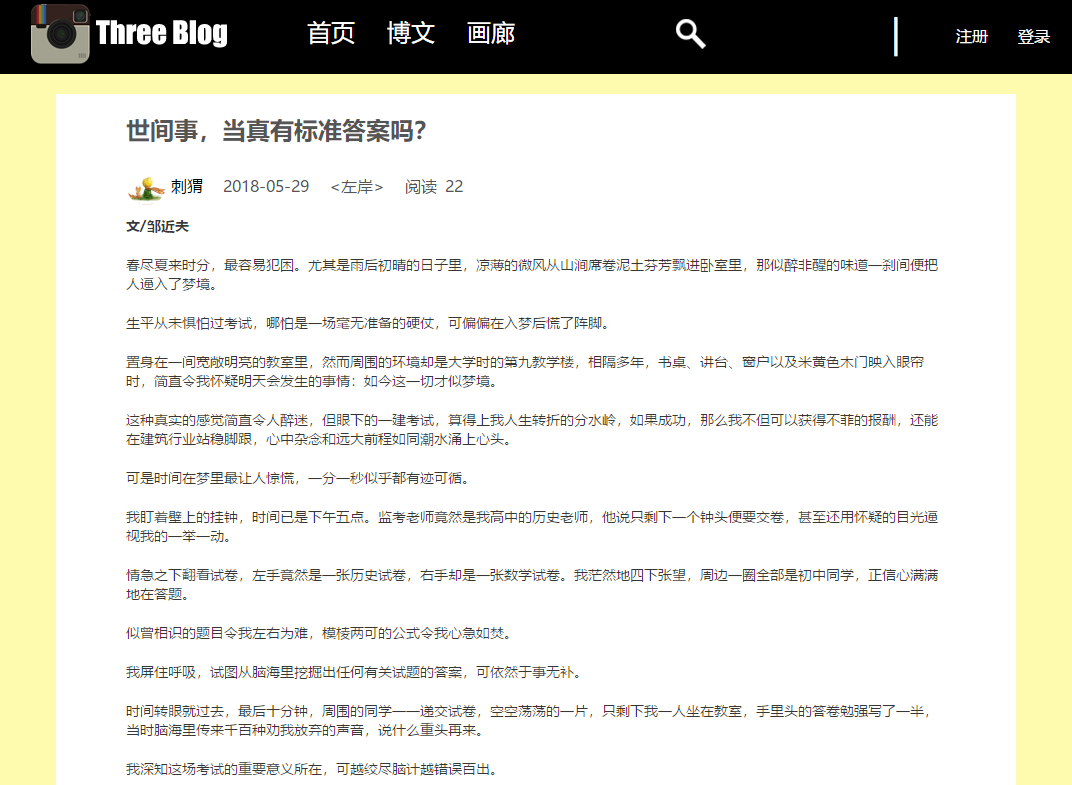 Three Blog 首页 博文 画廊 注册 登录
世间事，当真有标准答案吗？
刺猬 2018-05-29 <左岸> 阅读 22
文/邹近夫
春尽夏来时分，最容易犯困。尤其是雨后初晴的日子里，凉薄的微风从山涧席卷泥土芬芳飘进卧室里，那似醉非醒的味道一刹间便把
人逼入了梦境。
生平从未惧怕过考试，哪怕是一场毫无准备的硬仗，可偏偏在入梦后慌了阵脚。
置身在一间宽敞明亮的教室里，然而周围的环境却是大学时的第九教学楼，相隔多年，书桌、讲台、窗户以及米黄色木门映入眼帘
时，简直令我怀疑明天会发生的事情：如今这一切才似梦境。
这种真实的感觉简直令人醉迷，但眼下的一建考试，算得上我人生转折的分水岭，如果成功，那么我不但可以获得不菲的报酬，还能
在建筑行业站稳脚跟，心中杂念和远大前程如同潮水涌上心头。
可是时间在梦里最让人惊慌，一分一秒似乎都有迹可循。
我盯着壁上的挂钟，时间已是下午五点。监考老师竟然是我高中的历史老师，他说只剩下一个钟头便要交卷，甚至还用怀疑的目光逼
视我的一举一动。
情急之下翻看试卷，左手竟然是一张历史试卷，右手却是一张数学试卷。我茫然地四下张望，周边一圈全部是初中同学，正信心满满
地在答题。
似曾相识的题目令我左右为难，模棱两可的公式令我心急如焚。
我屏住呼吸，试图从脑海里挖掘出任何有关试题的答案，可依然于事无补。
时间转眼就过去，最后十分钟，周围的同学一一递交试卷，空空荡荡的一片，只剩下我一人坐在教室，手里头的答卷勉强写了一半，
当时脑海里传来千百种劝我放弃的声音，说什么重头再来。
我深知这场考试的重要意义所在，可越绞尽脑计越错误百出。